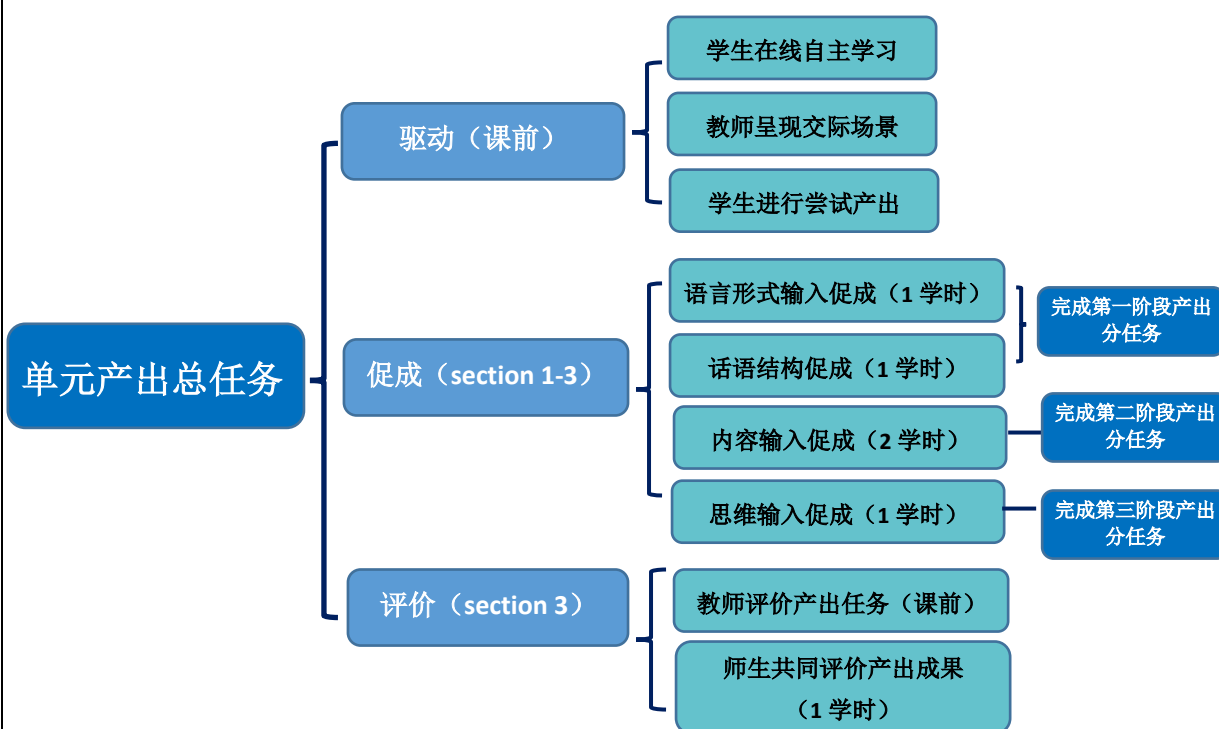 单元产出总任务
驱动（课前）
学生在线自主学习
教师呈现交际场景
学生进行尝试产出
促成（section 1-3）
语言形式输入促成（1 学时）
话语结构促成（1 学时）
完成第一阶段产出
分任务
内容输入促成（2 学时）
完成第二阶段产出
分任务
思维输入促成（1 学时）
完成第三阶段产出
分任务
评价（section 3）
教师评价产出任务（课前）
师生共同评价产出成果
（1 学时）